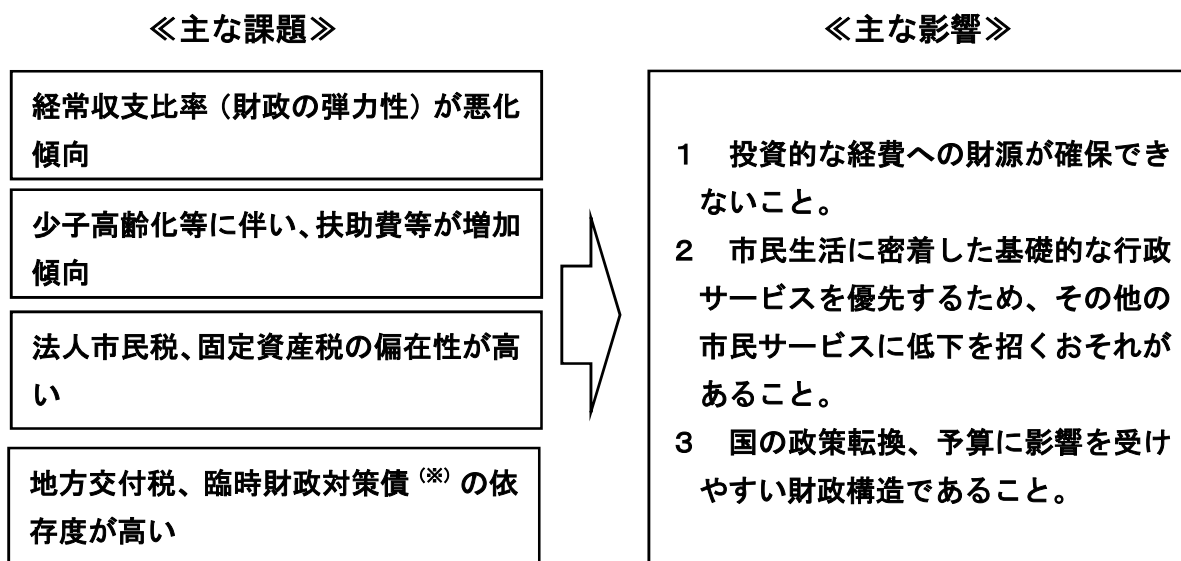 ≪主な課題≫
経常収支比率（財政の弾力性）が悪化
傾向
少子高齢化等に伴い、扶助費等が増加
傾向
法人市民税、固定資産税の偏在性が高
い
地方交付税、臨時財政対策債（※）の依
存度が高い
≪主な影響≫
１　投資的な経費への財源が確保でき
ないこと。
２　市民生活に密着した基礎的な行政
サービスを優先するため、その他の
市民サービスに低下を招くおそれが
あること。
３　国の政策転換、予算に影響を受け
やすい財政構造であること。